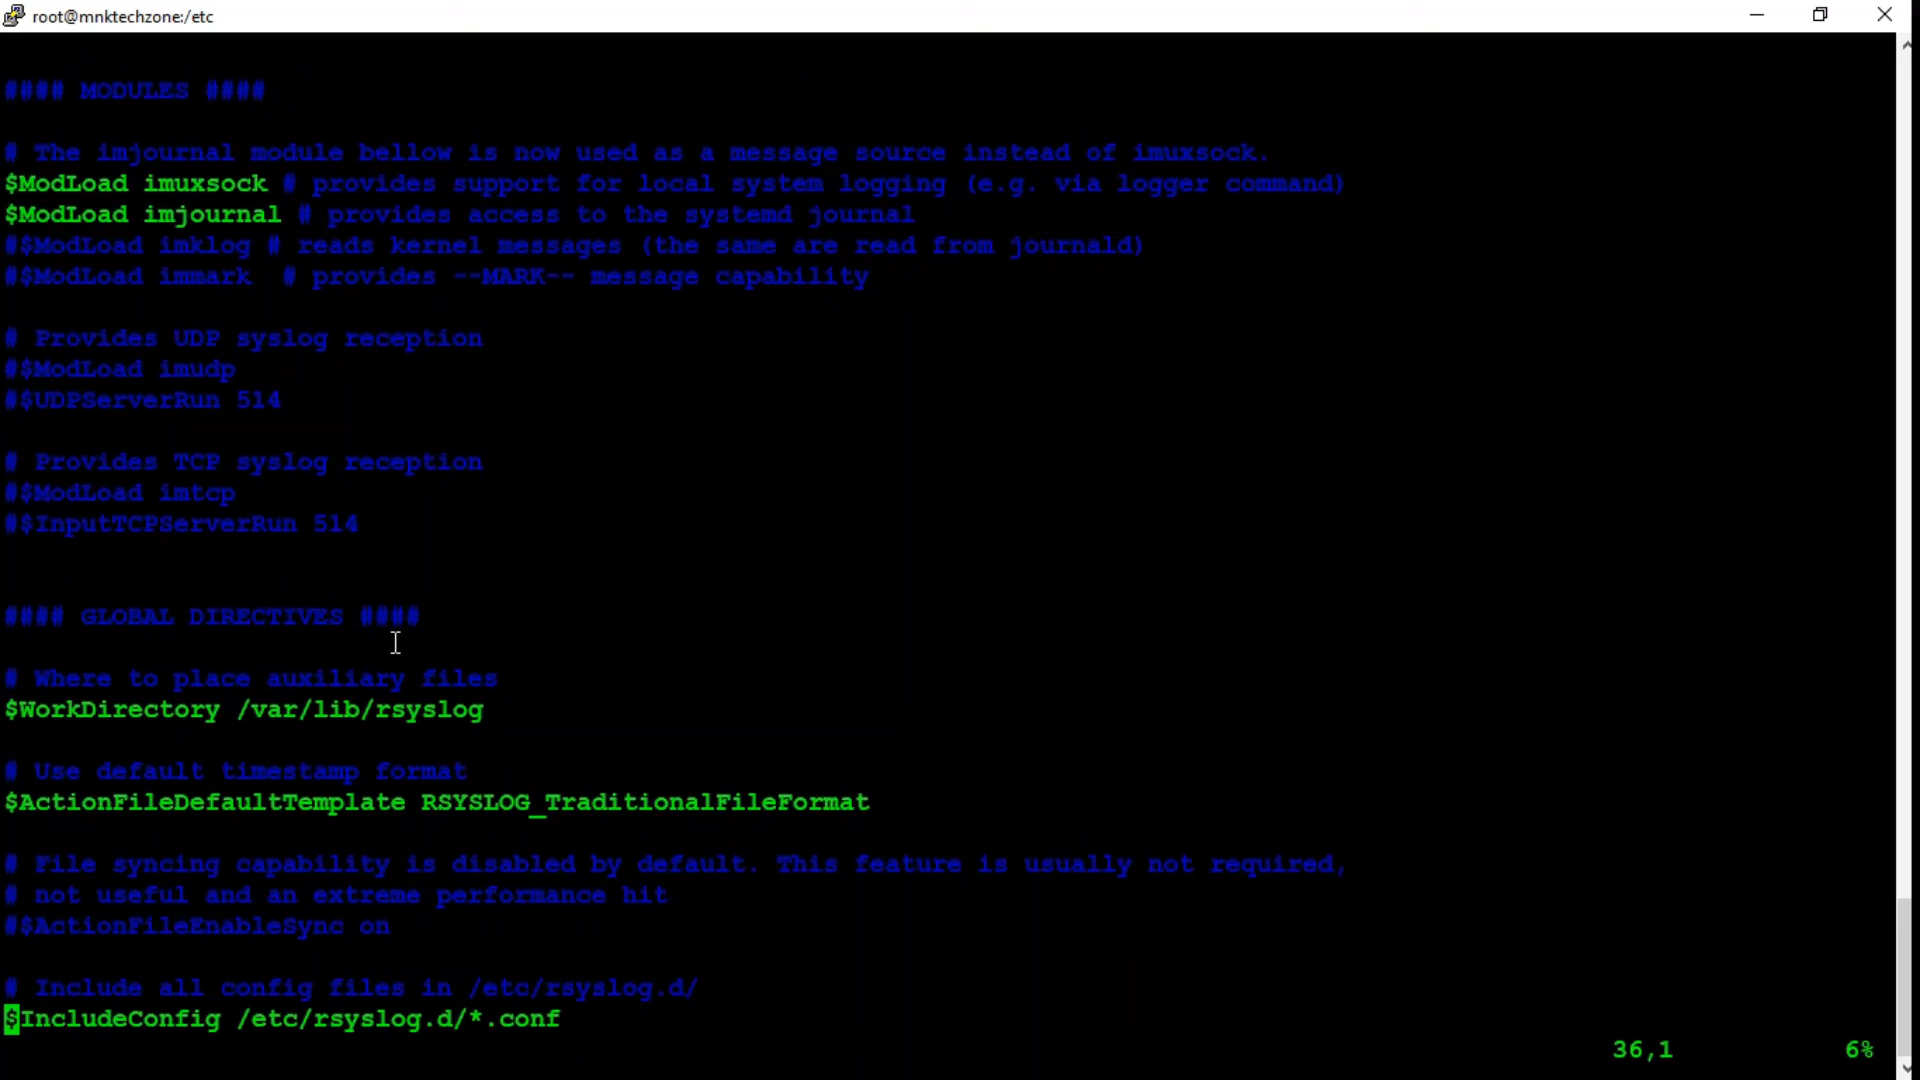 root@mnktechzone:/etc
#### MODULES ####
# The imjournal module bellow is now used as a message source instead of imuxsock.
$ModLoad imuxsock # provides support for local system logging (e.g. via logger command)
$ModLoad imjournal # provides access to the systemd journal
#$ModLoad imklog # reads kernel messages (the same are read from journald)
#$ModLoad immark  # provides --MARK-- message capability
# Provides UDP syslog reception
#$ModLoad imudp
#$UDPServerRun 514
# Provides TCP syslog reception
#$ModLoad imtcp
#$InputTCPServerRun 514
#### GLOBAL DIRECTIVES ####
# Where to place auxiliary files
$WorkDirectory /var/lib/rsyslog
# Use default timestamp format
$ActionFileDefaultTemplate RSYSLOG_TraditionalFileFormat
# File syncing capability is disabled by default. This feature is usually not required,
# not useful and an extreme performance hit
#$ActionFileEnableSync on
# Include all config files in /etc/rsyslog.d/
$IncludeConfig /etc/rsyslog.d/*.conf
36,1 6%